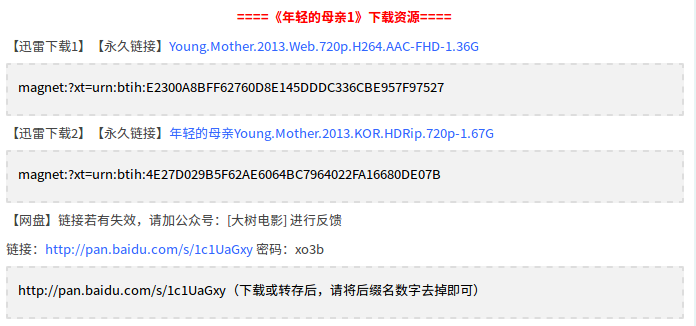 ====《年轻的母亲1》下载资源====
【迅雷下载1】【永久链接】Young.Mother.2013.Web.720p.H264.AAC-FHD-1.36G
magnet:?xt=urn:btih:E2300A8BFF62760D8E145DDDC336CBE957F97527
【迅雷下载2】【永久链接】年轻的母亲Young.Mother.2013.KOR.HDRip.720p-1.67G
magnet:?xt=urn:btih:4E27D029B5F62AE6064BC7964022FA16680DE07B
【网盘】链接若有失效，请加公众号：[大树电影] 进行反馈
链接：http://pan.baidu.com/s/1c1UaGxy 密码：xo3b
http://pan.baidu.com/s/1c1UaGxy（下载或转存后，请将后缀名数字去掉即可）